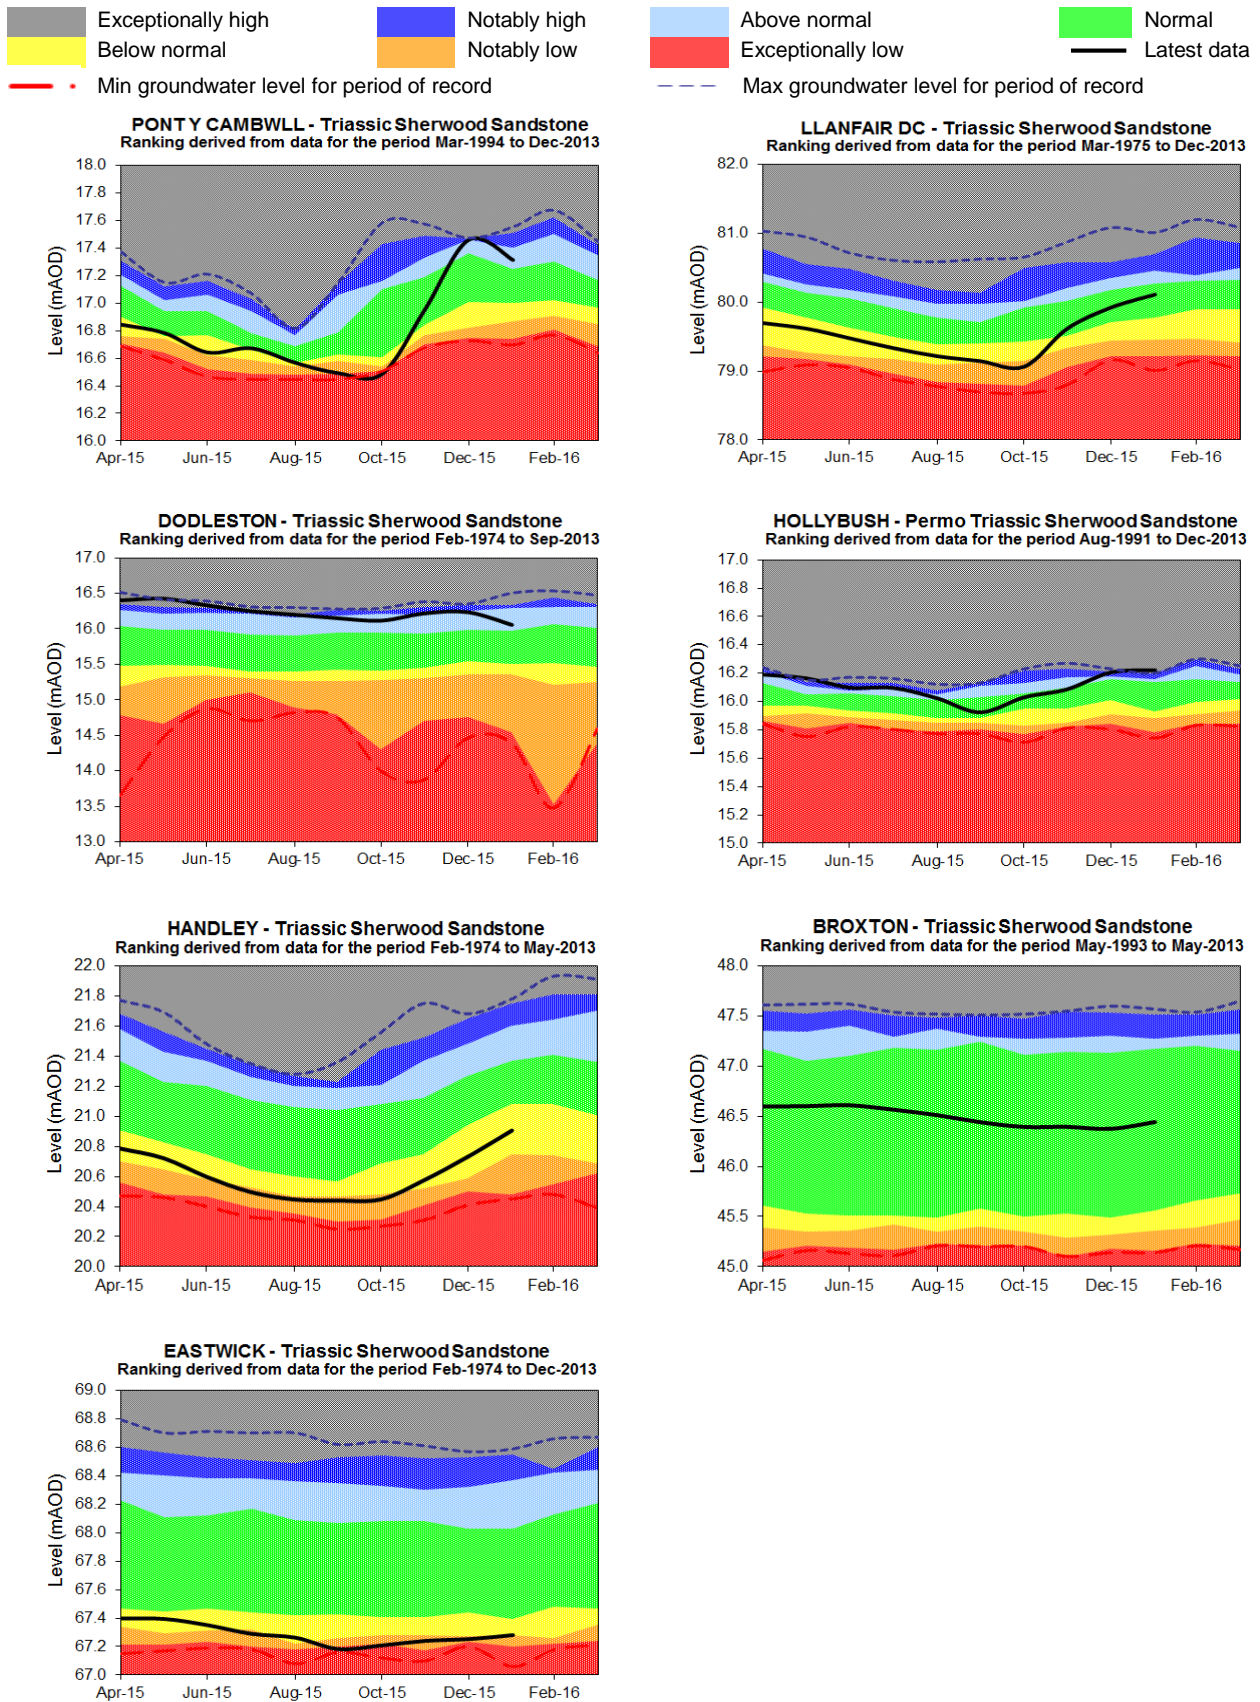 Exceptionally high Notably high Above normal Normal
Below normal Notably low Exceptionally low Latest data
Min groundwater level for period of record Max groundwater level for period of record
PONT Y CAMBWLL - Triassic Sherwood Sandstone
Ranking derived from data for the period Mar-1994 to Dec-2013
Level (mAOD)
18.0
17.8
17.6
17.4
17.2
17.0
16.8
16.6
16.4
16.2
16.0
Apr-15 Jun-15 Aug-15 Oct-15 Dec-15 Feb-16
LLANFAIR DC - Triassic Sherwood Sandstone
Ranking derived from data for the period Mar-1975 to Dec-2013
Level (mAOD)
82.0
81.0
80.0
79.0
78.0
Apr-15 Jun-15 Aug-15 Oct-15 Dec-15 Feb-16
DODLESTON - Triassic Sherwood Sandstone
Ranking derived from data for the period Feb-1974 to Sep-2013
Level (mAOD)
17.0
16.5
16.0
15.5
15.0
14.5
14.0
13.5
13.0
Apr-15 Jun-15 Aug-15 Oct-15 Dec-15 Feb-16
HOLLYBUSH - Permo Triassic Sherwood Sandstone
Ranking derived from data for the period Aug-1991 to Dec-2013
Level (mAOD)
17.0
16.8
16.6
16.4
16.2
16.0
15.8
15.6
15.4
15.2
15.0
Apr-15 Jun-15 Aug-15 Oct-15 Dec-15 Feb-16
HANDLEY - Triassic Sherwood Sandstone
Ranking derived from data for the period Feb-1974 to May-2013
Level (mAOD)
22.0
21.8
21.6
21.4
21.2
21.0
20.8
20.6
20.4
20.2
20.0
Apr-15 Jun-15 Aug-15 Oct-15 Dec-15 Feb-16
BROXTON - Triassic Sherwood Sandstone
Ranking derived from data for the period May-1993 to May-2013
Level (mAOD)
48.0
47.5
47.0
46.5
46.0
45.5
45.0
Apr-15 Jun-15 Aug-15 Oct-15 Dec-15 Feb-16
EASTWICK - Triassic Sherwood Sandstone
Ranking derived from data for the period Feb-1974 to Dec-2013
Level (mAOD)
69.0
68.8
68.6
68.4
68.2
68.0
67.8
67.6
67.4
67.2
67.0
Apr-15 Jun-15 Aug-15 Oct-15 Dec-15 Feb-16